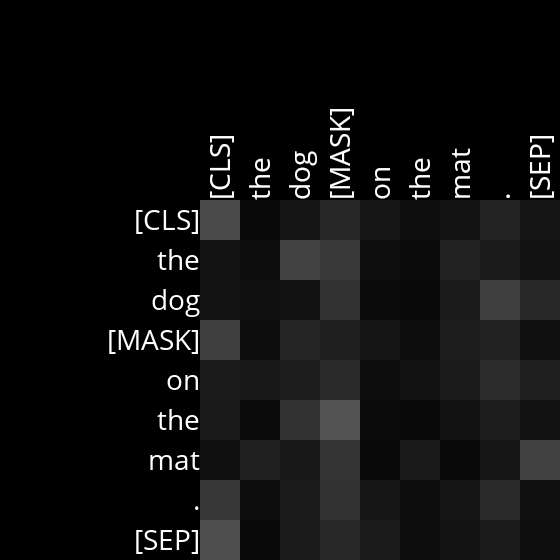 [CLS] the dog [MASK] on the mat . [SEP]
[CLS]
the
dog
[MASK]
on
the
mat
.
[SEP]